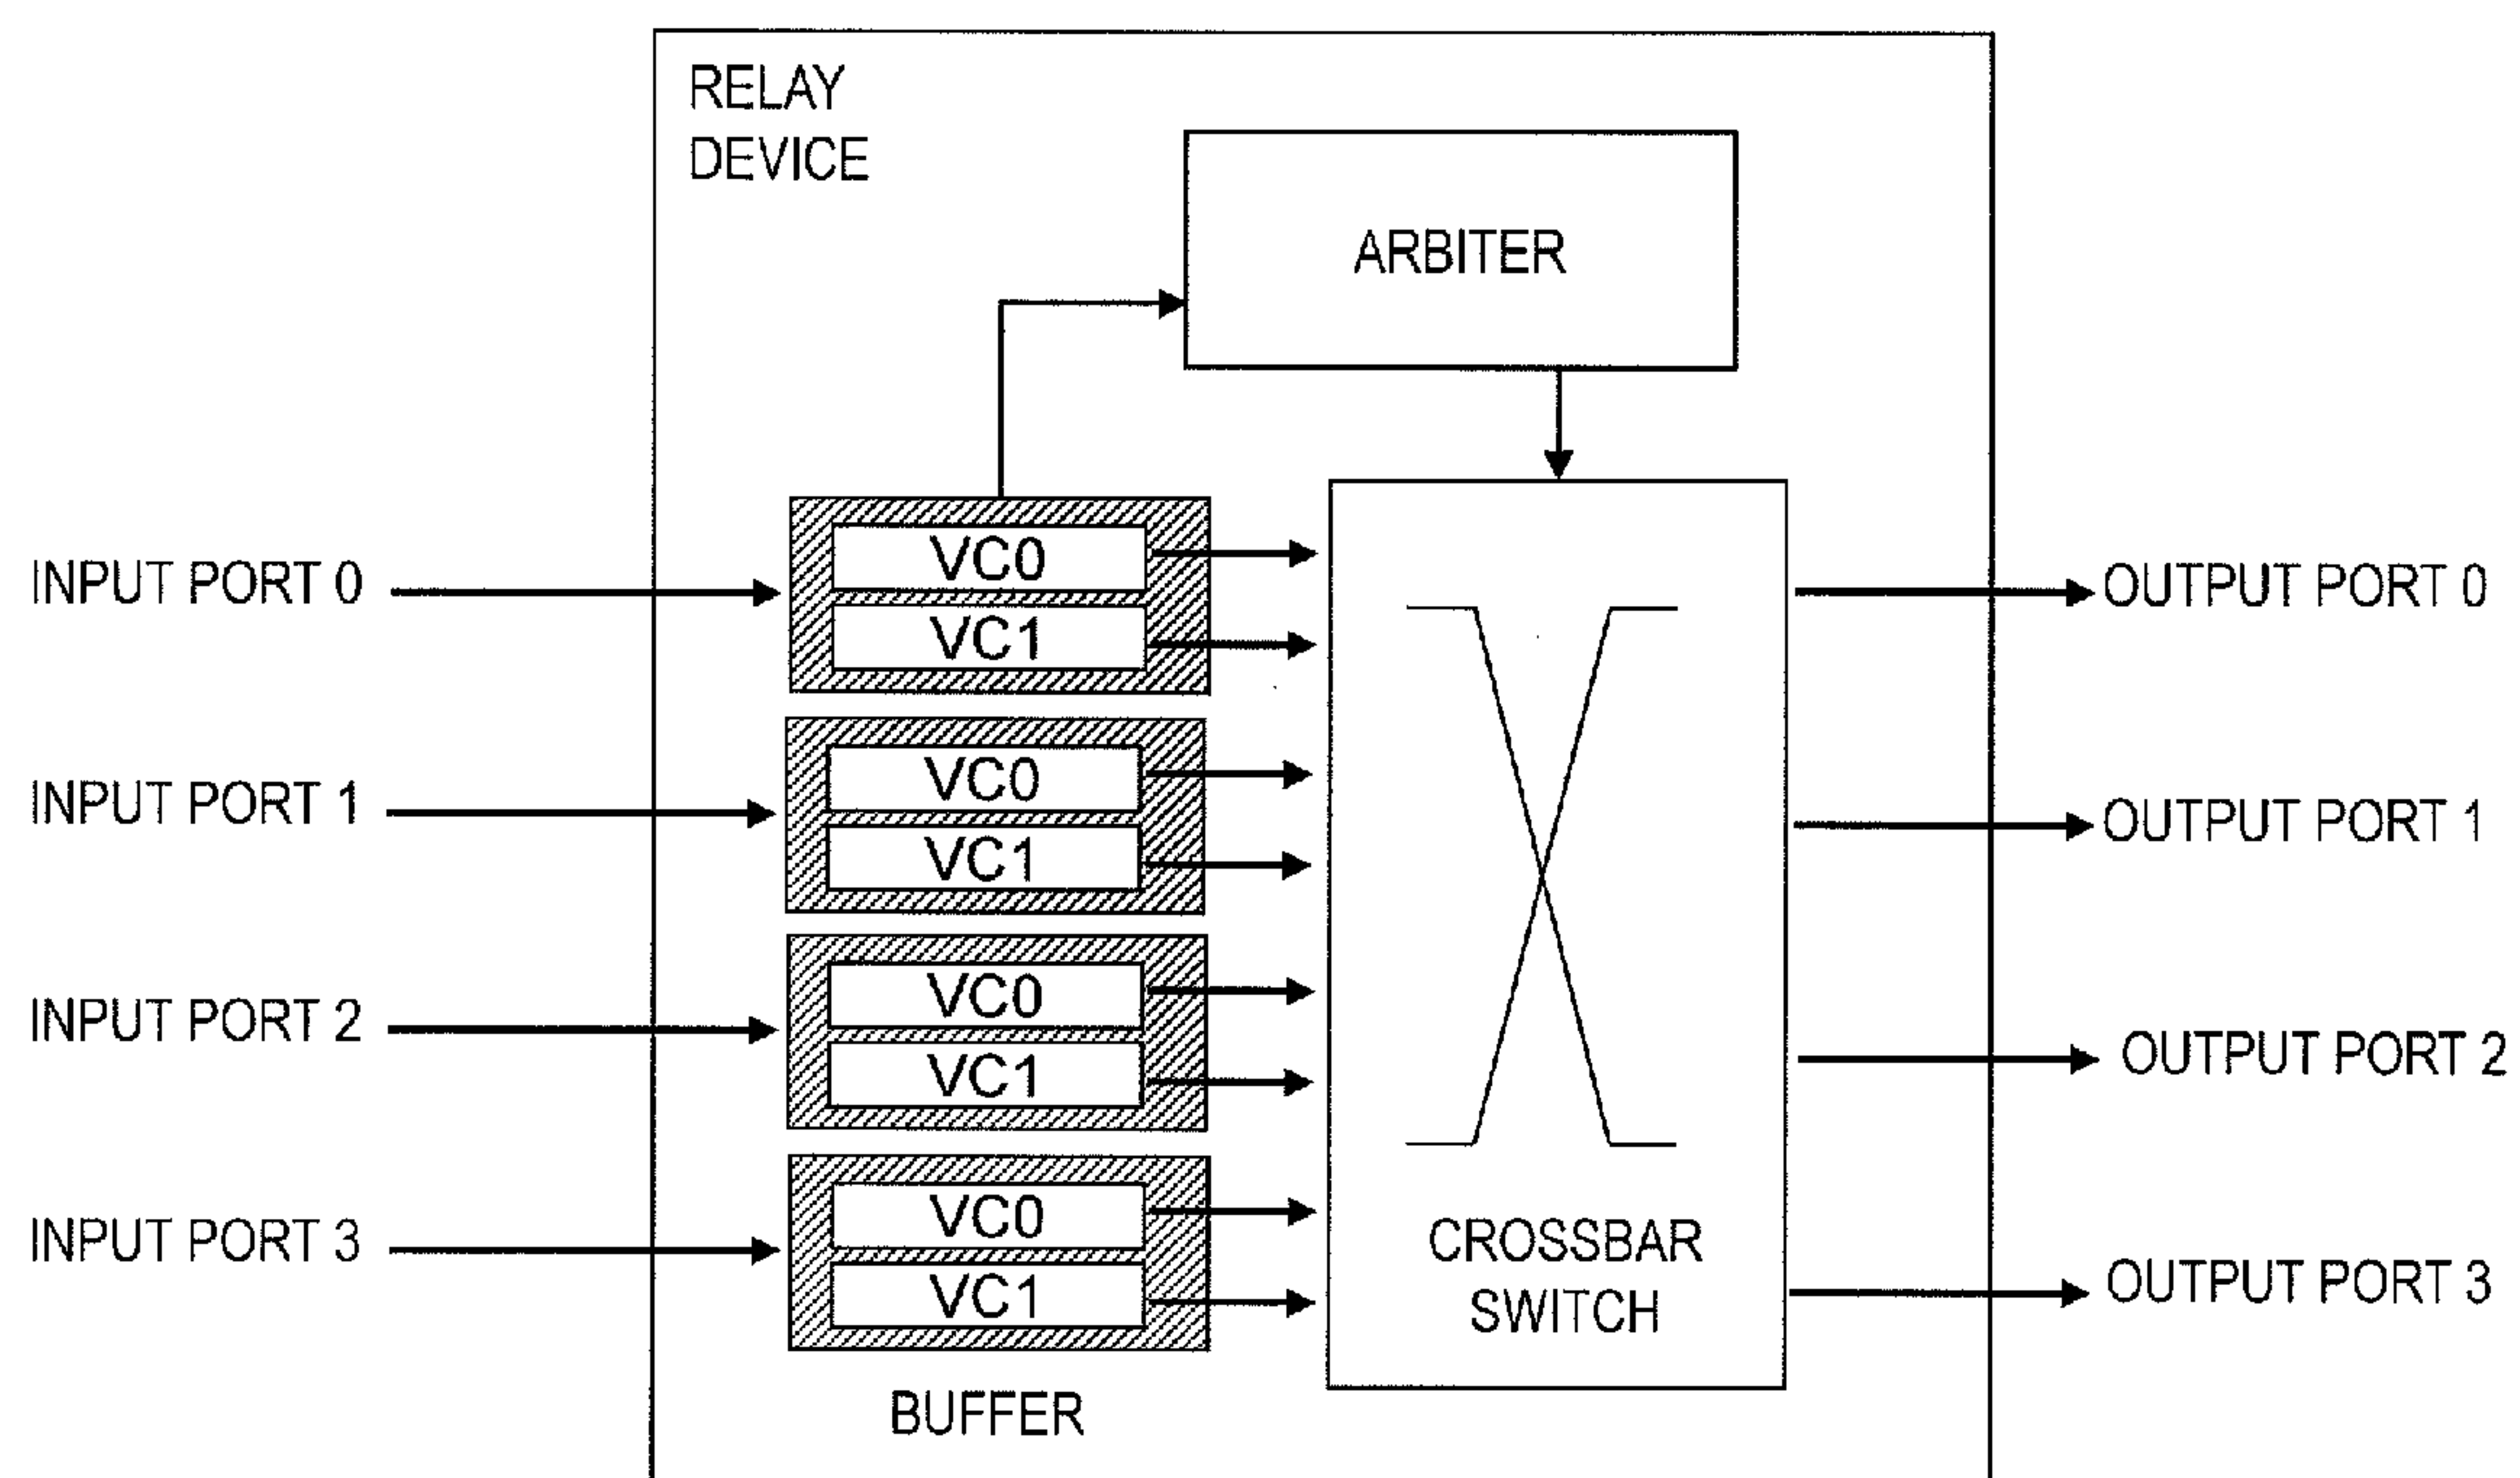 RELAY
DEVICE
ARBITER
INPUT PORT 0
VC0
VC1
OUTPUT PORT 0
INPUT PORT 1
VC0
VC1
OUTPUT PORT 1
INPUT PORT 2
VC0
VC1
OUTPUT PORT 2
INPUT PORT 3
VC0
VC1
CROSSBAR
SWITCH
OUTPUT PORT 3
BUFFER